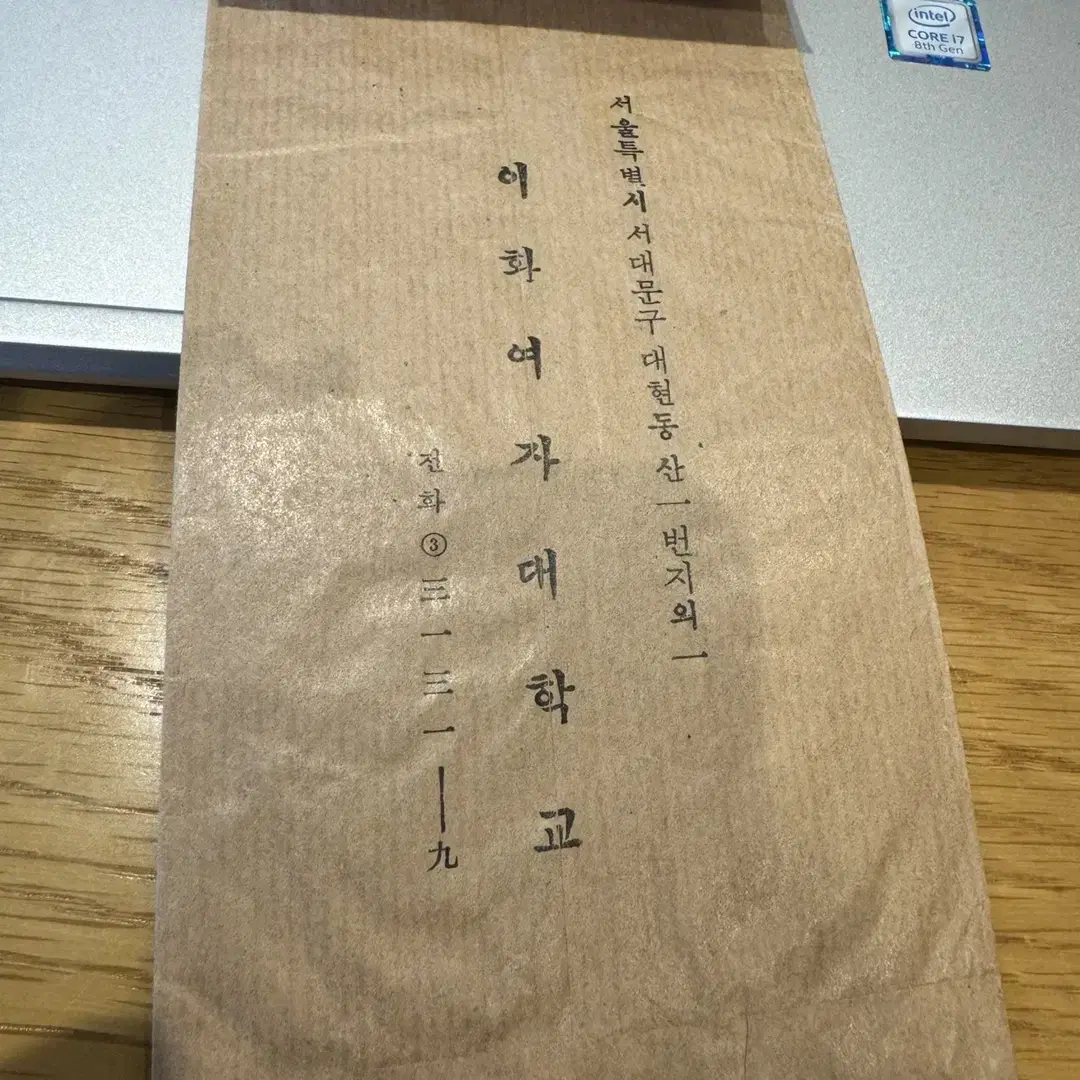 서울특별시 서대문구 대현동 산一번지의一
이화여자대학교
전화 ③ 三一三一─九
intel
CORE i7
8th Gen